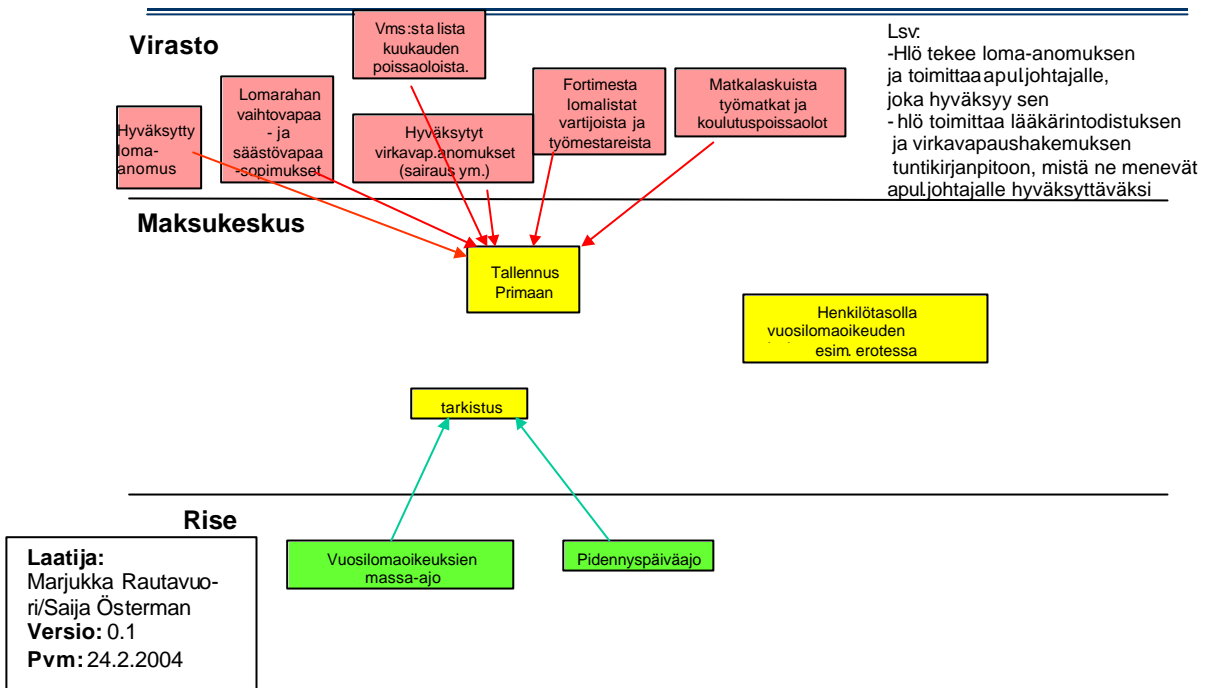 Virasto
Vms:sta lista
kuukauden
poissaoloista.
Hyväksytty
loma-
anomus
Lomarahan
vaihtovapaa
- ja
säästövapaa
-sopimukset
Hyväksytyt
virkavap.anomukset
(sairaus ym.)
Fortimesta
lomalistat
vartijoista ja
työmestareista
Matkalaskuista
työmatkat ja
koulutuspoissaolot
Lsv:
-Hlö tekee loma-anomuksen
ja toimittaa apul.johtajalle,
joka hyväksyy sen
- hlö toimittaa lääkärintodistuksen
ja virkavapaushakemuksen
tuntikirjanpitoon, mistä ne menevät
apul.johtajalle hyväksyttäväksi
Maksukeskus
Tallennus
Primaan
Henkilötasolla
vuosilomaoikeuden
esim. erotessa
tarkistus
Rise
Vuosilomaoikeuksien
massa-ajo
Pidennyspäiväajo
Laatija:
Marjukka Rautavuo-
ri/Saija Österman
Versio: 0.1
Pvm: 24.2.2004